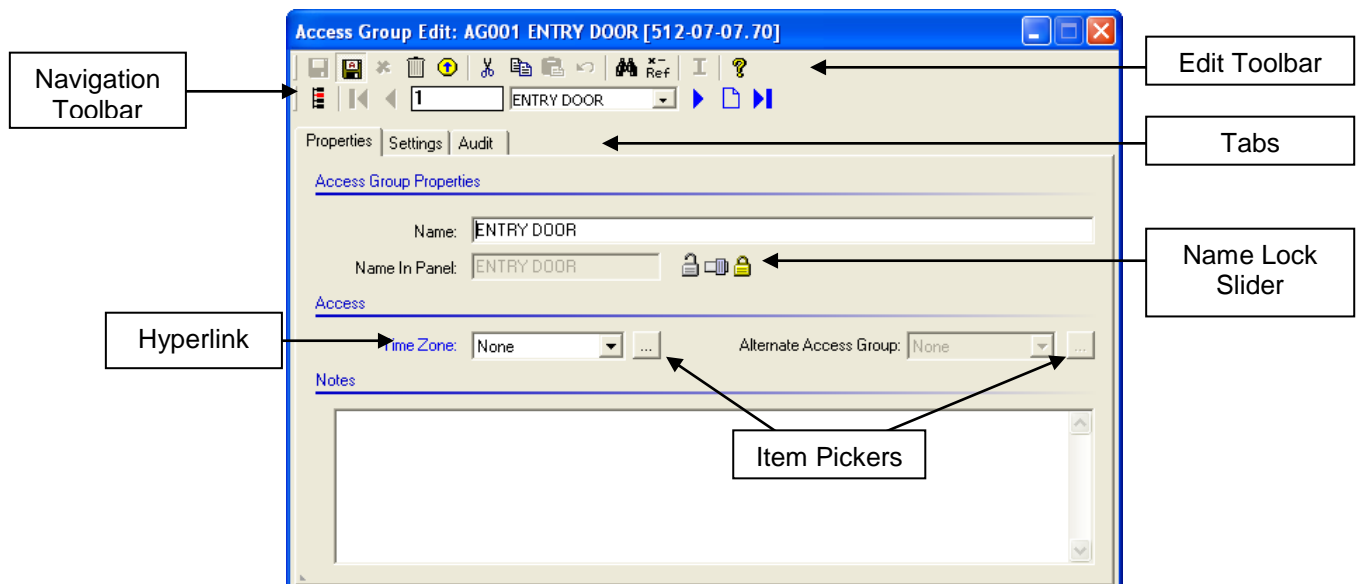 Access Group Edit: AG001 ENTRY DOOR [512-07-07.70]
Navigation
Toolbar
x-
Ref
Edit Toolbar
1 ENTRY DOOR
Properties Settings Audit
Tabs
Access Group Properties
Name: ENTRY DOOR
Name In Panel: ENTRY DOOR
Name Lock
Slider
Access
Hyperlink
Time Zone: None ... Alternate Access Group: None ...
Notes
Item Pickers